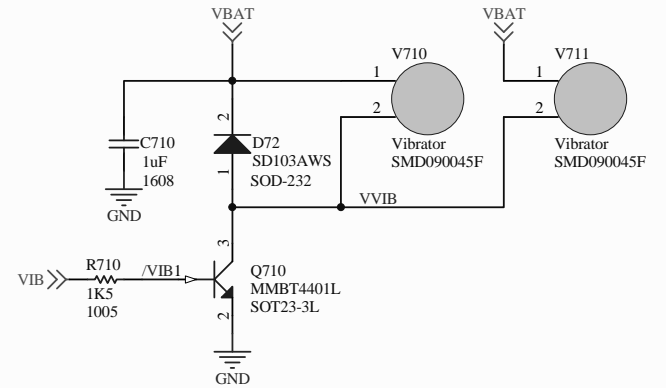 VBAT
VBAT
V710
V711
1
1
2
2
2
C710
1uF
1608
D72
SD103AWS
SOD-232
Vibrator
SMD090045F
Vibrator
SMD090045F
1
GND
VVIB
3
VIB
R710
/VIB1
1K5
1005
Q710
MMBT4401L
SOT23-3L
2
GND